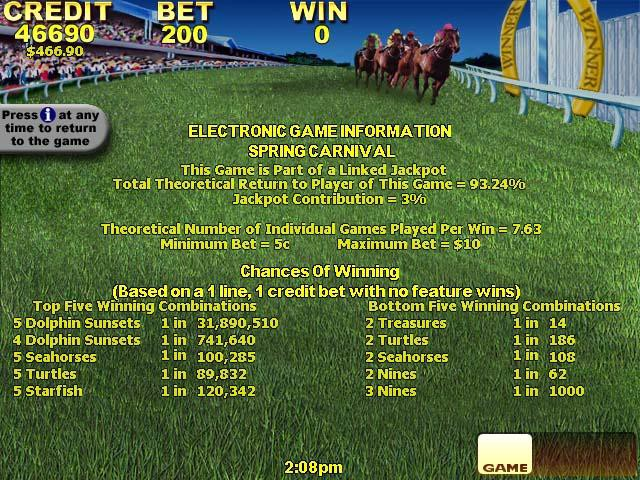 CREDIT BET WIN
46690 200 0
$466.90
WINNER WINNER
Press i at any
time to return
to the game
ELECTRONIC GAME INFORMATION
SPRING CARNIVAL
This Game is Part of a Linked Jackpot
Total Theoretical Return to Player of This Game = 93.24%
Jackpot Contribution = 3%
Theoretical Number of Individual Games Played Per Win = 7.63
Minimum Bet = 5c Maximum Bet = $10
Chances Of Winning
(Based on a 1 line, 1 credit bet with no feature wins)
Top Five Winning Combinations Bottom Five Winning Combinations
5 Dolphin Sunsets 1 in 31,890,510 2 Treasures 1 in 14
4 Dolphin Sunsets 1 in 741,640 2 Turtles 1 in 186
5 Seahorses 1 in 100,285 2 Seahorses 1 in 108
5 Turtles 1 in 89,832 2 Nines 1 in 62
5 Starfish 1 in 120,342 3 Nines 1 in 1000
2:08pm
GAME